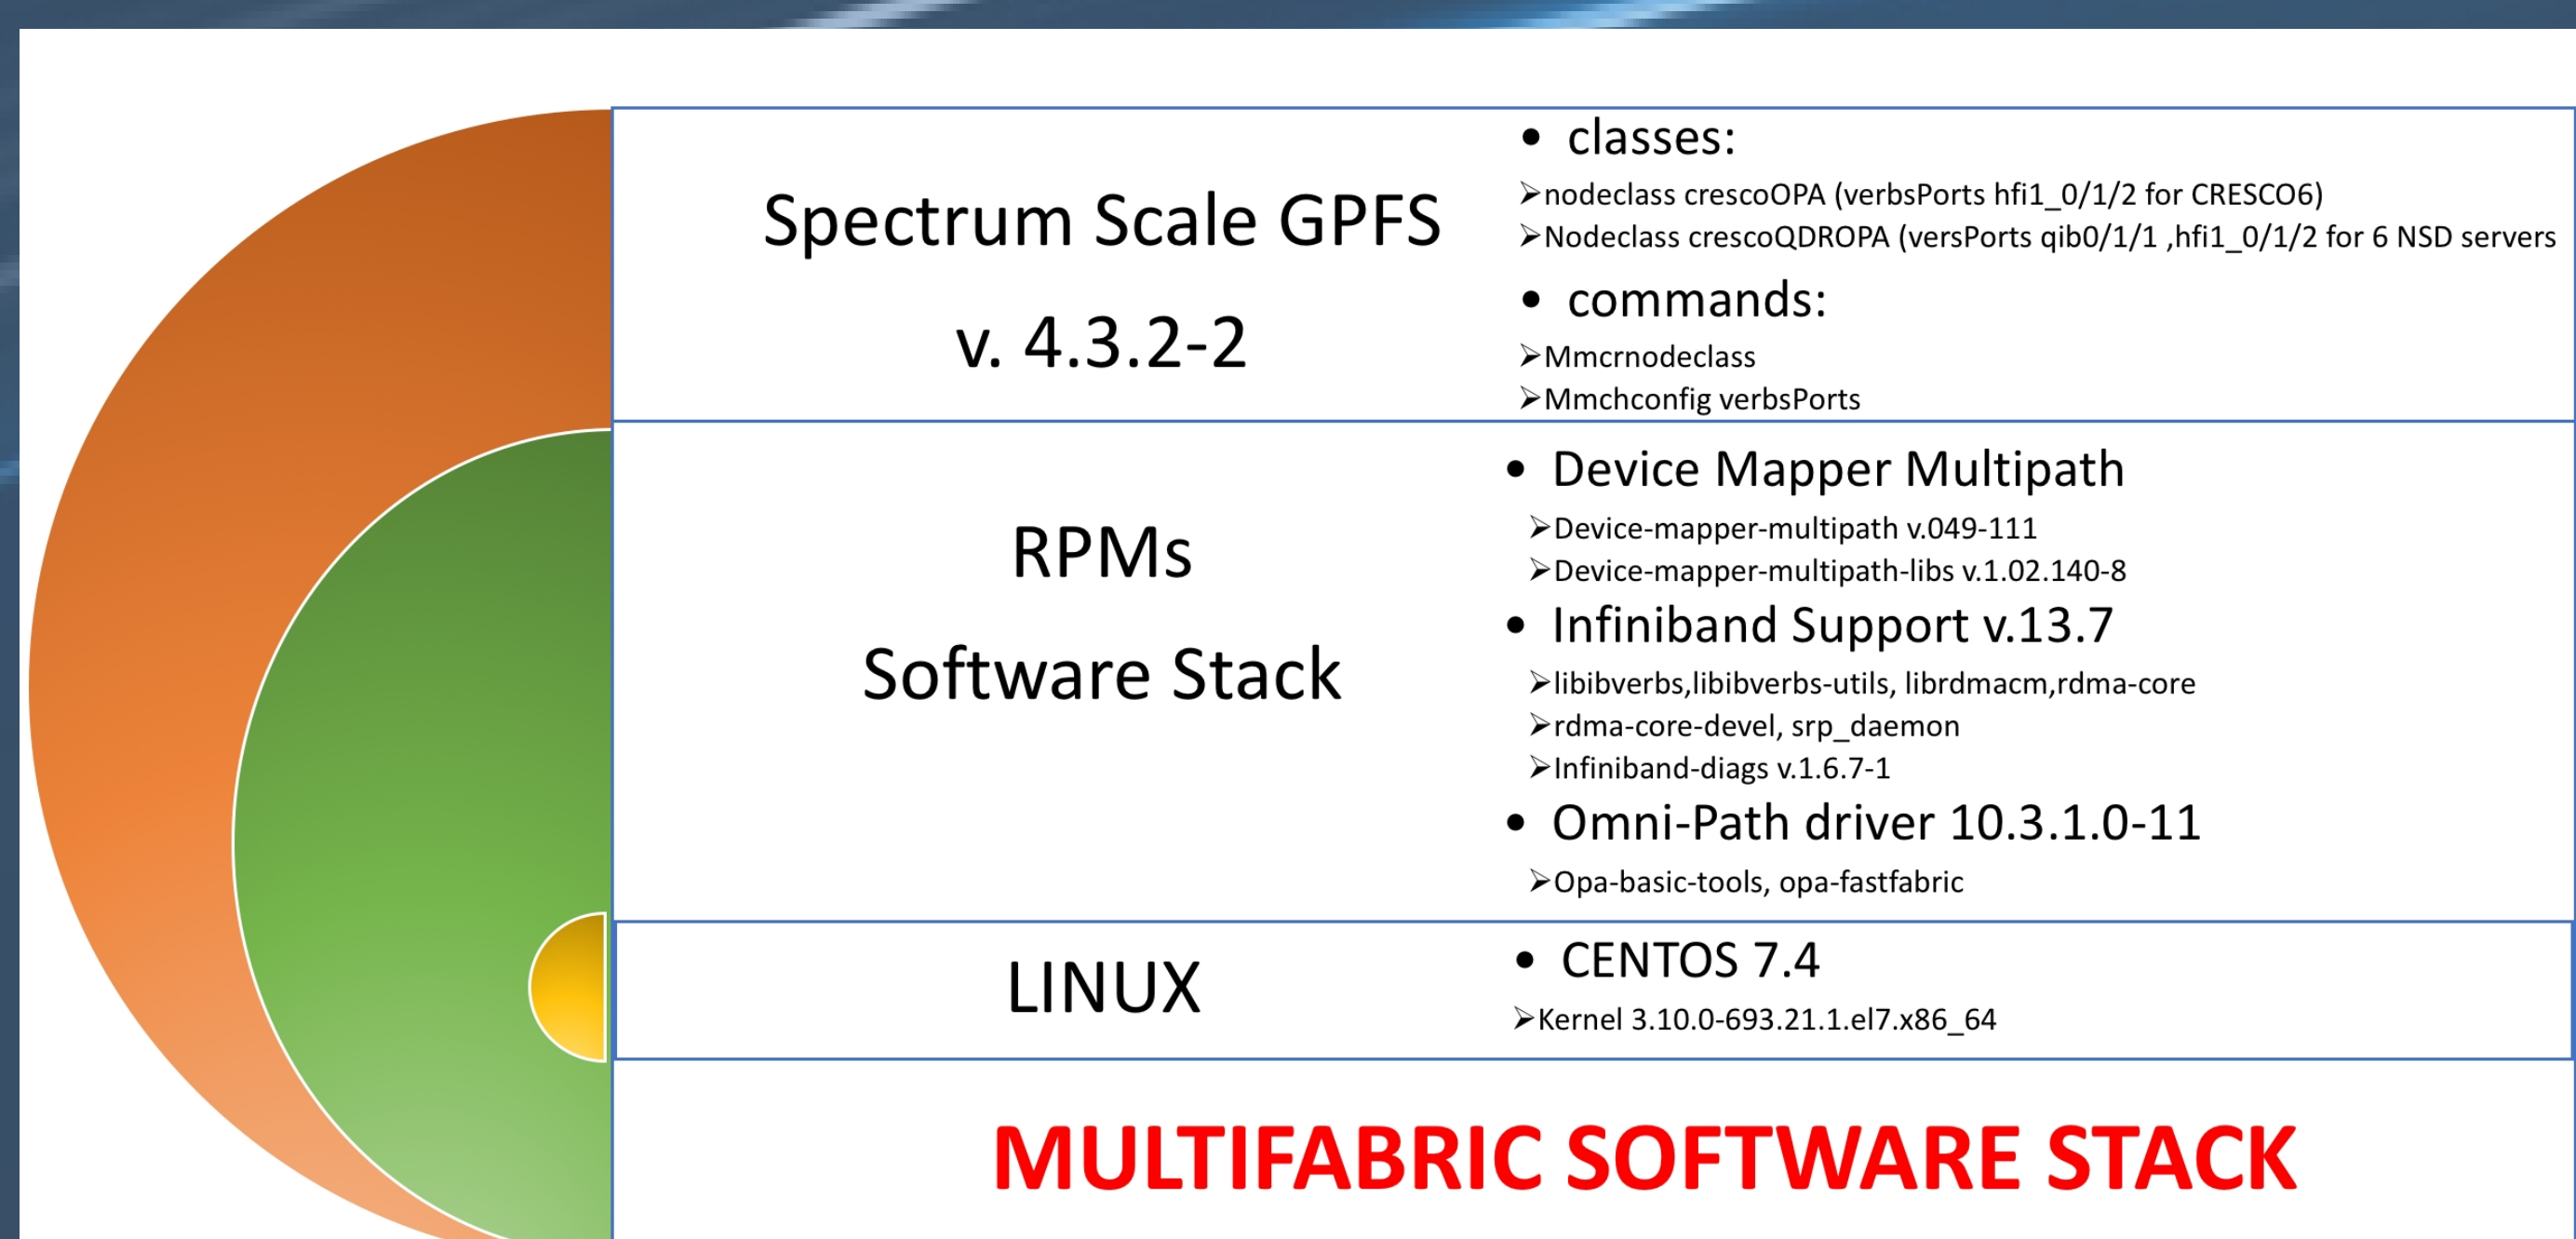 Spectrum Scale GPFS
v. 4.3.2-2
• classes:
➢nodeclass crescoOPA (verbsPorts hfi1_0/1/2 for CRESCO6)
➢Nodeclass crescoQDROPA (versPorts qib0/1/1 ,hfi1_0/1/2 for 6 NSD servers
• commands:
➢Mmcrnodeclass
➢Mmchconfig verbsPorts
RPMs
Software Stack
• Device Mapper Multipath
➢Device-mapper-multipath v.049-111
➢Device-mapper-multipath-libs v.1.02.140-8
• Infiniband Support v.13.7
➢libibverbs,libibverbs-utils, librdmacm,rdma-core
➢rdma-core-devel, srp_daemon
➢Infiniband-diags v.1.6.7-1
• Omni-Path driver 10.3.1.0-11
➢Opa-basic-tools, opa-fastfabric
LINUX
• CENTOS 7.4
➢Kernel 3.10.0-693.21.1.el7.x86_64
MULTIFABRIC SOFTWARE STACK